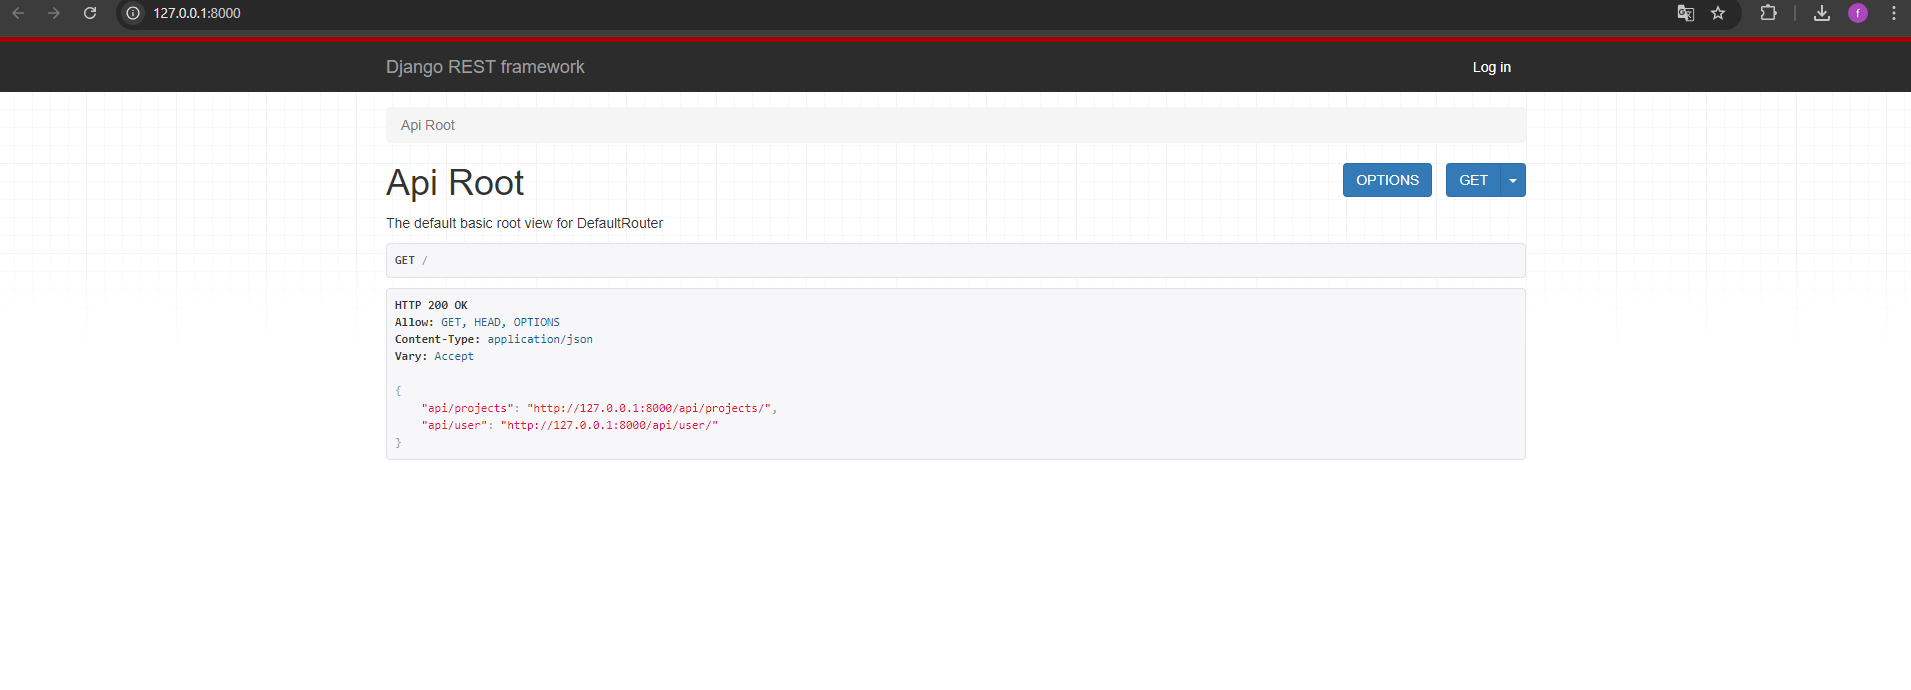 127.0.0.1:8000
f
Django REST framework
Log in
Api Root
Api Root
OPTIONS
GET
The default basic root view for DefaultRouter
GET /
HTTP 200 OK
Allow: GET, HEAD, OPTIONS
Content-Type: application/json
Vary: Accept
{
"api/projects": "http://127.0.0.1:8000/api/projects/",
"api/user": "http://127.0.0.1:8000/api/user/"
}